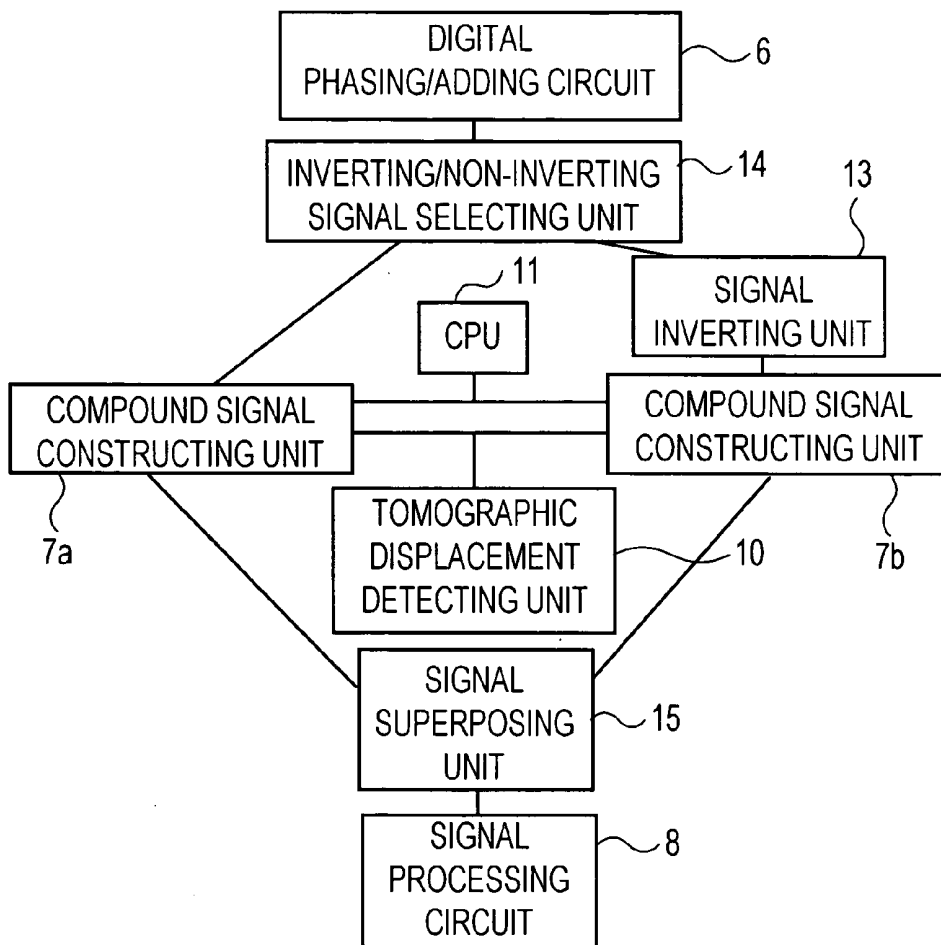 DIGITAL
PHASING/ADDING CIRCUIT
6
INVERTING/NON-INVERTING
SIGNAL SELECTING UNIT
14
13
SIGNAL
INVERTING UNIT
11
CPU
COMPOUND SIGNAL
CONSTRUCTING UNIT
7a
COMPOUND SIGNAL
CONSTRUCTING UNIT
7b
TOMOGRAPHIC
DISPLACEMENT
DETECTING UNIT
10
SIGNAL
SUPERPOSING
UNIT
15
SIGNAL
PROCESSING
CIRCUIT
8